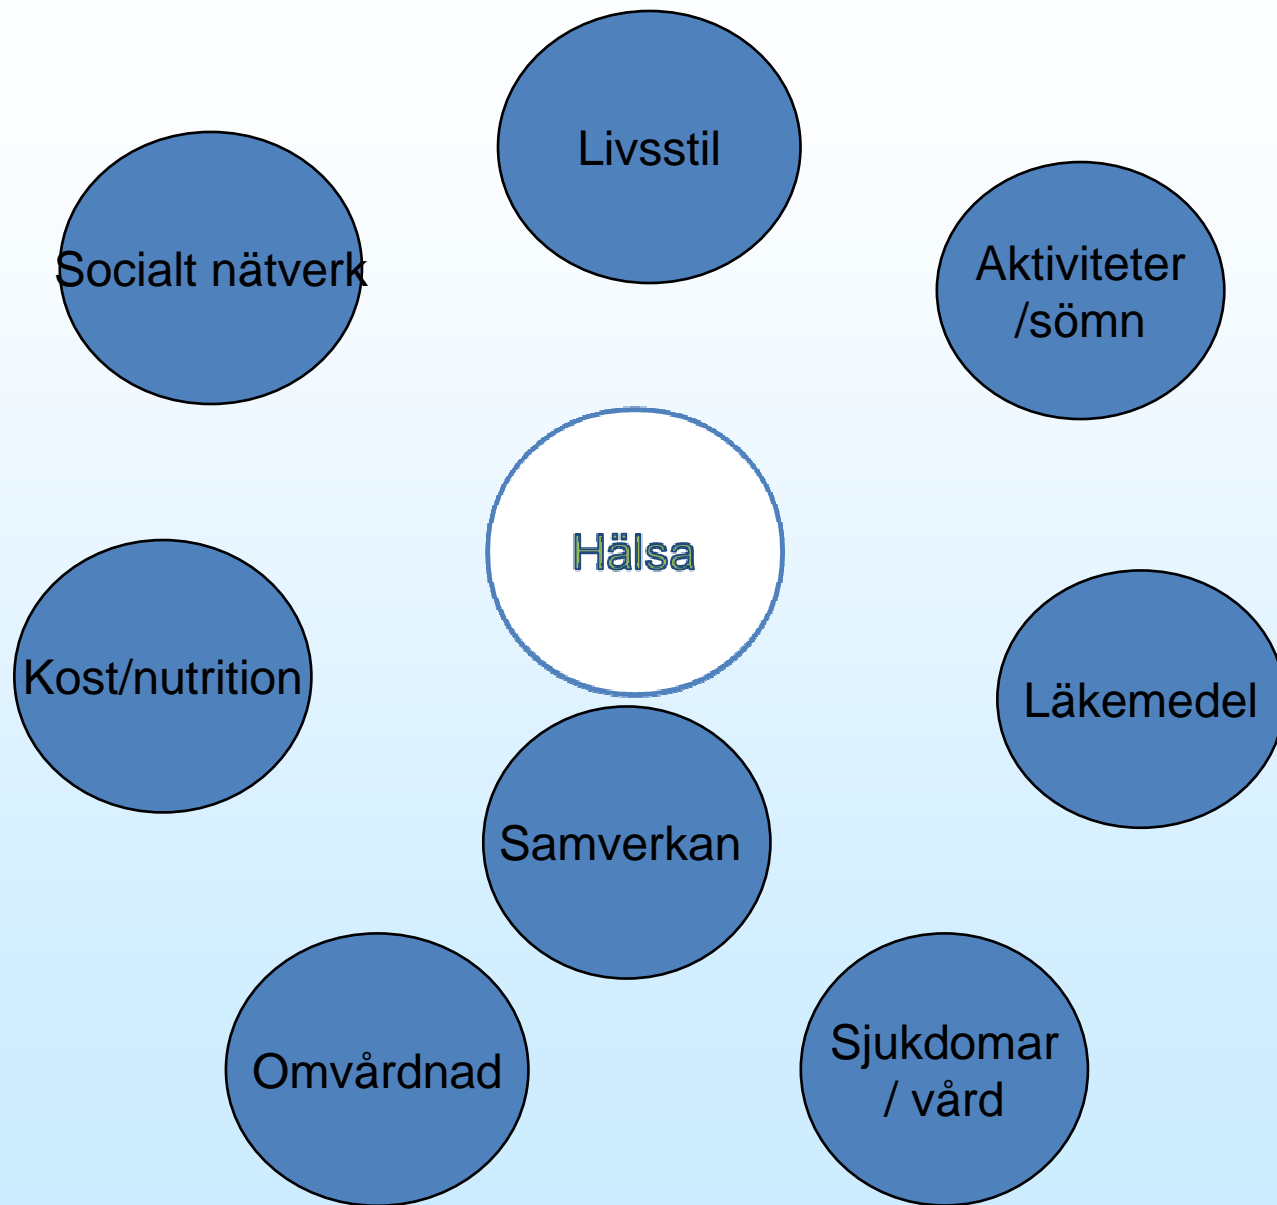 Livsstil
Socialt nätverk
Aktiviteter
/sömn
Hälsa
Kost/nutrition
Läkemedel
Samverkan
Omvårdnad
Sjukdomar
/ vård